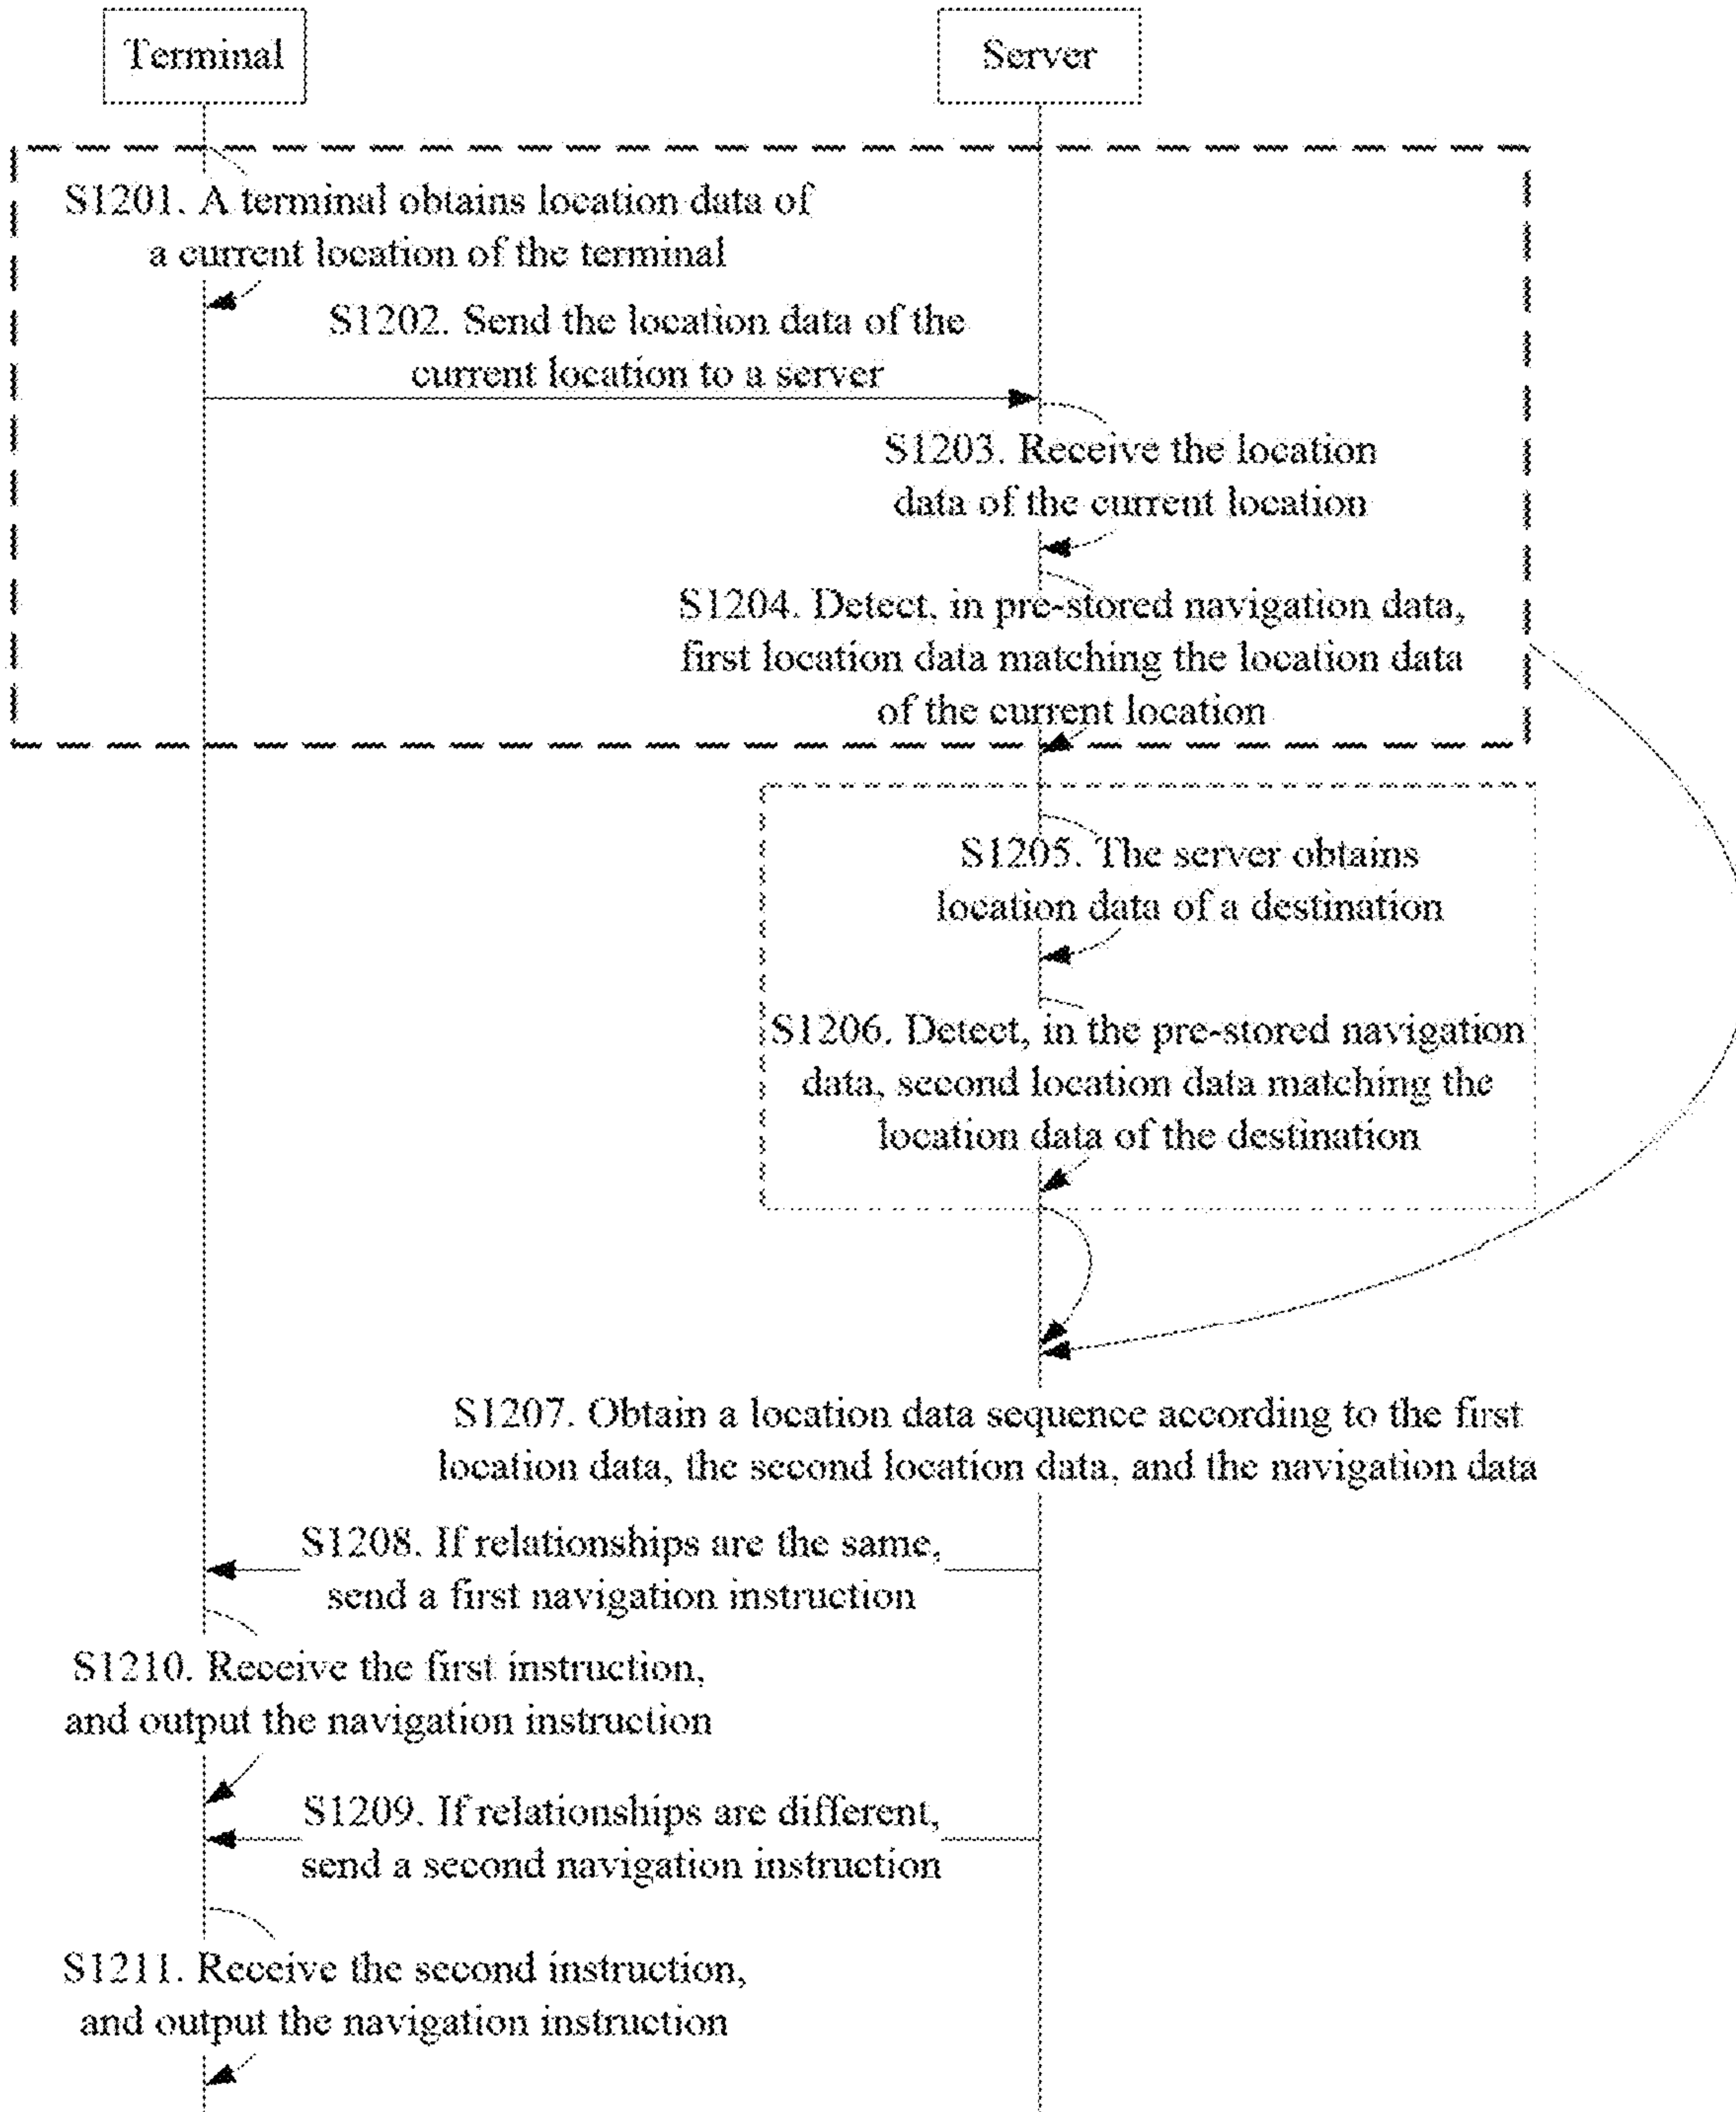 Terminal
Server
S1201. A terminal obtains location data of
a current location of the terminal
S1202. Send the location data of the
current location to a server
S1203. Receive the location
data of the current location
S1204. Detect, in pre-stored navigation data,
first location data matching the location data
of the current location
S1205. The server obtains
location data of a destination
S1206. Detect, in the pre-stored navigation
data, second location data matching the
location data of the destination
S1207. Obtain a location data sequence according to the first
location data, the second location data, and the navigation data
S1208. If relationships are the same,
send a first navigation instruction
S1210. Receive the first instruction,
and output the navigation instruction
S1209. If relationships are different,
send a second navigation instruction
S1211. Receive the second instruction,
and output the navigation instruction